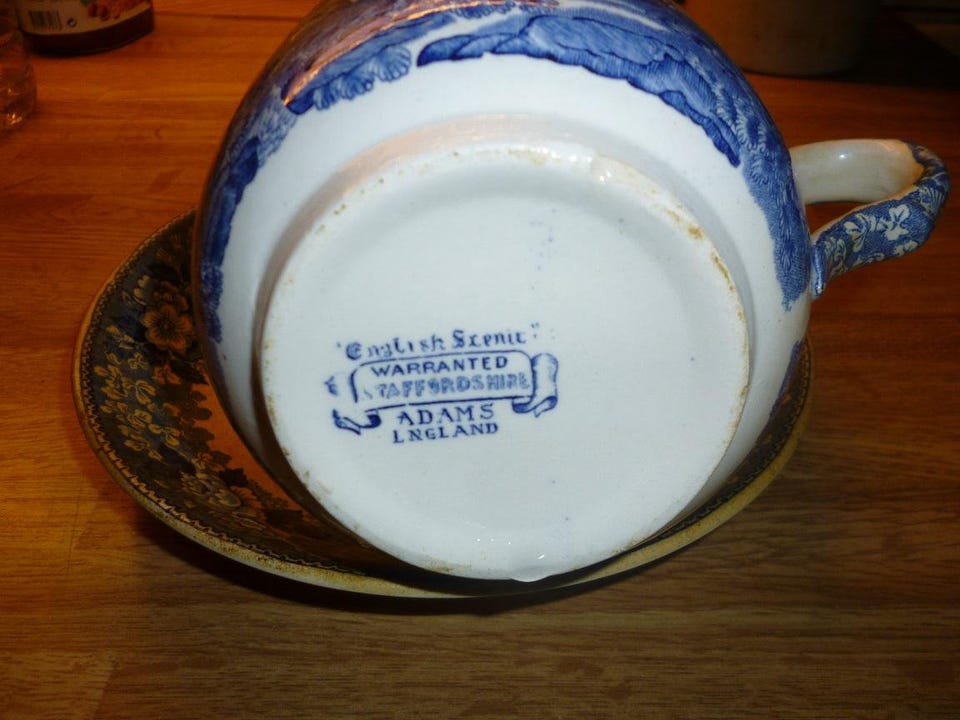 "English Scenic"
WARRANTED
STAFFORDSHIRE
ADAMS
ENGLAND